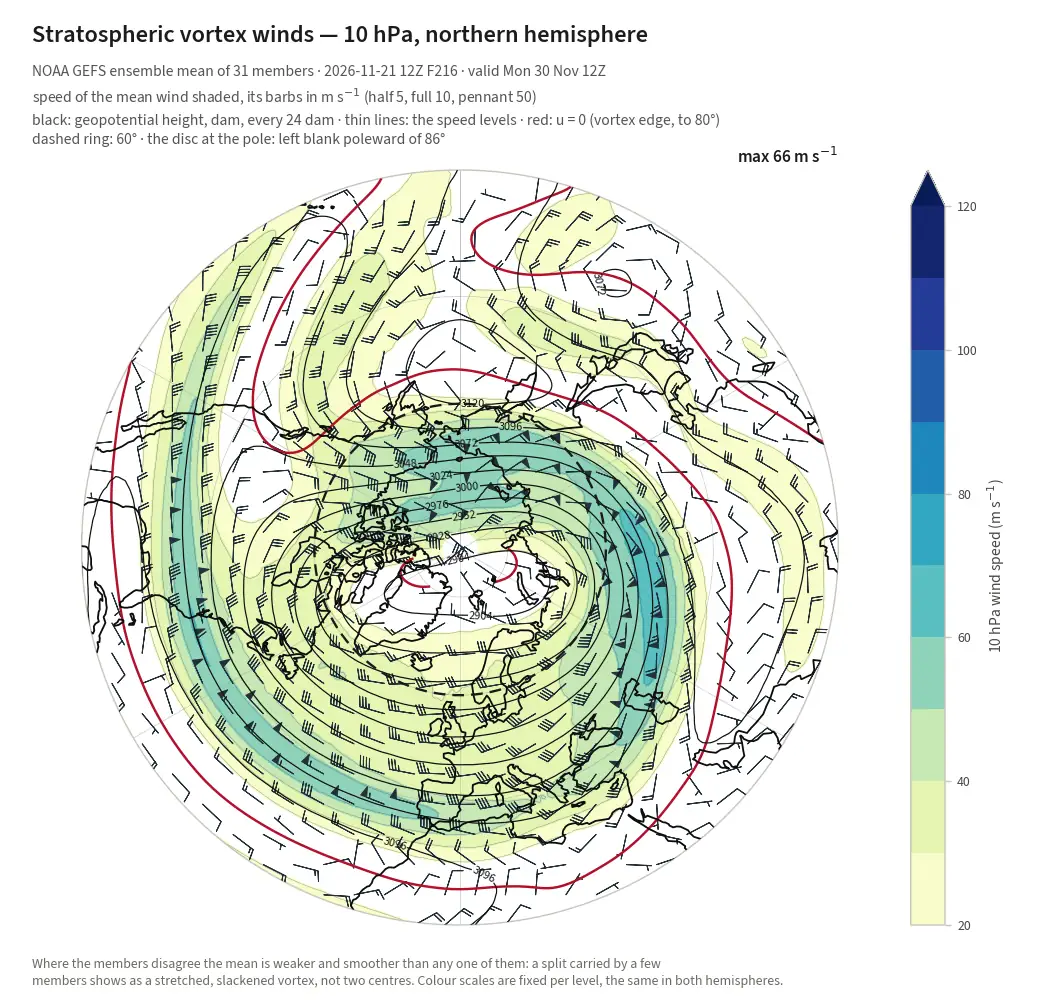 Stratospheric vortex winds — 10 hPa, northern hemisphere
NOAA GEFS ensemble mean of 31 members · 2026-11-21 12Z F216 · valid Mon 30 Nov 12Z
speed of the mean wind shaded, its barbs in m s⁻¹ (half 5, full 10, pennant 50)
black: geopotential height, dam, every 24 dam · thin lines: the speed levels · red: u = 0 (vortex edge, to 80°)
dashed ring: 60° · the disc at the pole: left blank poleward of 86°
max 66 m s⁻¹
120
100
80
60
40
20
10 hPa wind speed (m s⁻¹)
3072
3120
3096
3072
3048
3024
3000
2976
2952
2928
2904
2904
3096
3096
Where the members disagree the mean is weaker and smoother than any one of them: a split carried by a few
members shows as a stretched, slackened vortex, not two centres. Colour scales are fixed per level, the same in both hemispheres.